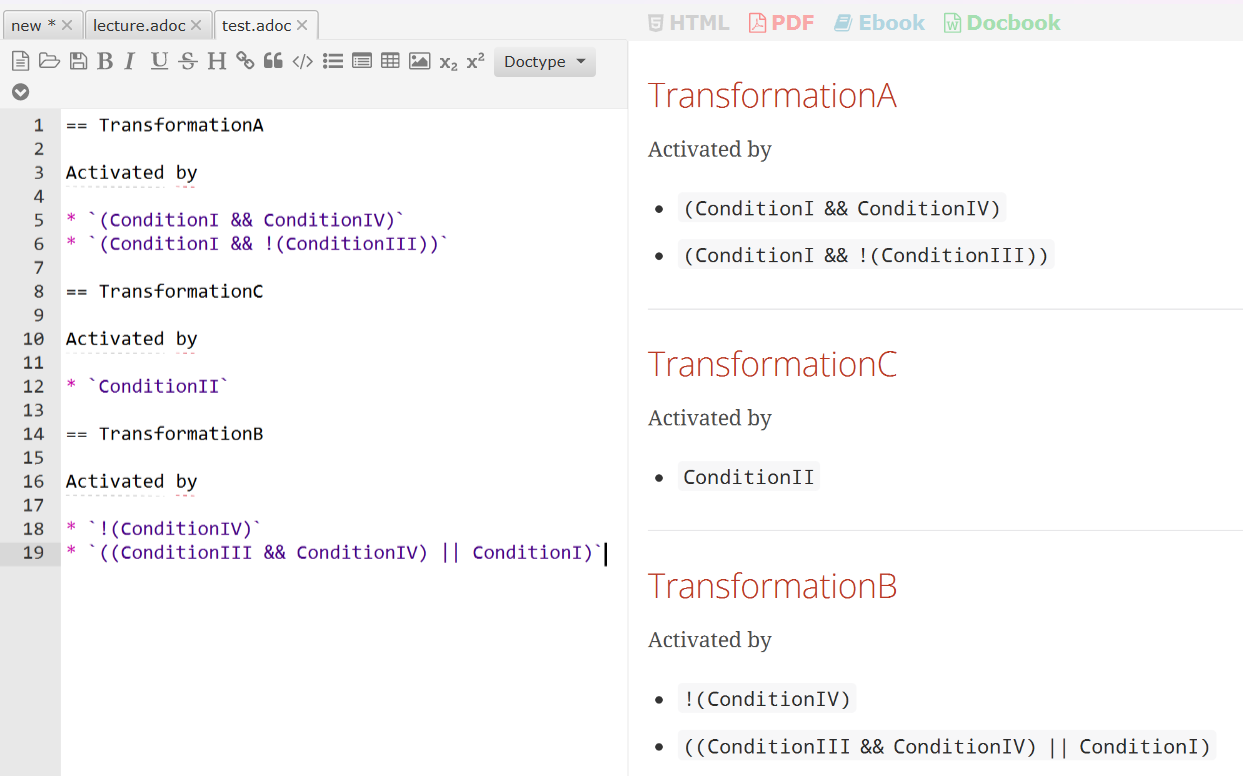 new *
lecture.adoc
test.adoc
HTML PDF Ebook Docbook
B I U S H x₂ x² Doctype
1 == TransformationA
2
3 Activated by
4
5 * `(ConditionI && ConditionIV)`
6 * `(ConditionI && !(ConditionIII))`
7
8 == TransformationC
9
10 Activated by
11
12 * `ConditionII`
13
14 == TransformationB
15
16 Activated by
17
18 * `!(ConditionIV)`
19 * `((ConditionIII && ConditionIV) || ConditionI)`
TransformationA
Activated by
• (ConditionI && ConditionIV)
• (ConditionI && !(ConditionIII))
TransformationC
Activated by
• ConditionII
TransformationB
Activated by
• !(ConditionIV)
• ((ConditionIII && ConditionIV) || ConditionI)